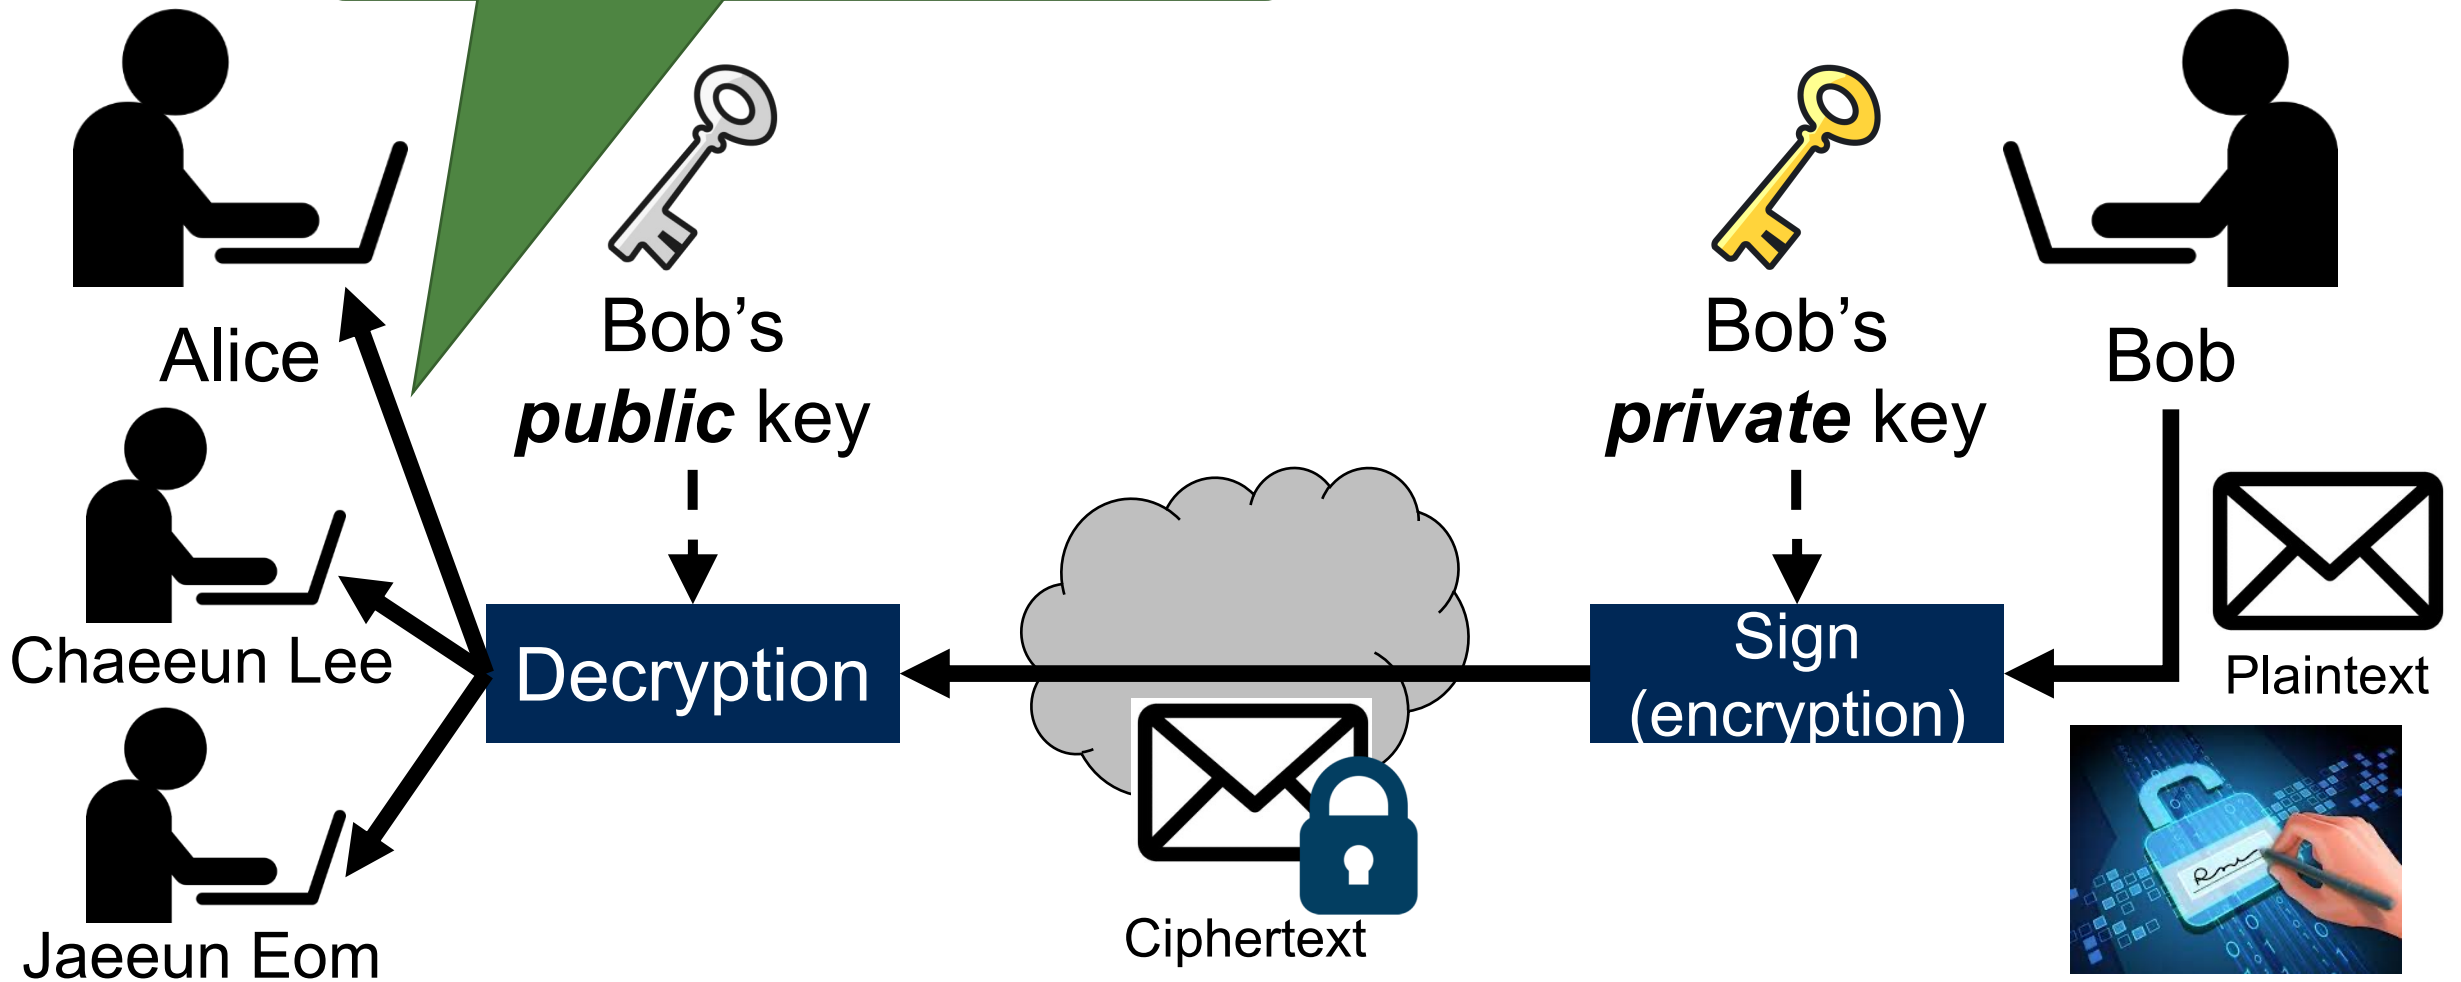 Alice
Chaeeun Lee
Jaeeun Eom
Bob’s
public key
Decryption
Ciphertext
Bob’s
private key
Sign
(encryption)
Bob
Plaintext